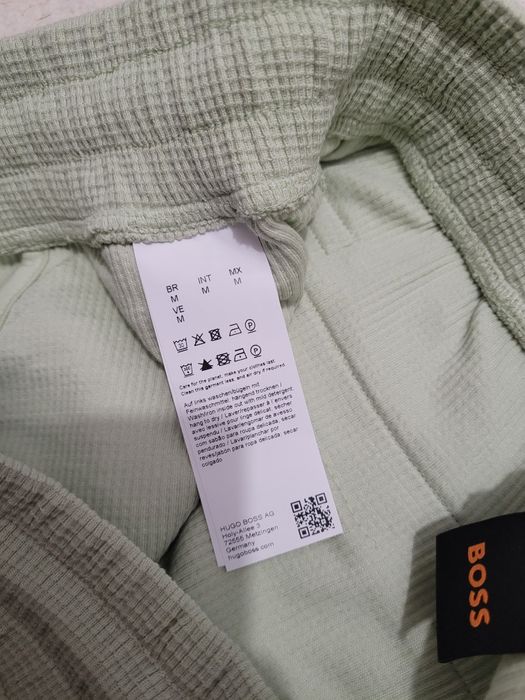 BR INT MX
M M M
VE
M
Care for the planet, make your clothes last
Clean this garment less, and air dry if required.
Auf links waschen/bügeln mit
Feinwaschmittel, hängend trocknen /
Wash/iron inside out with mild detergent,
hang to dry / Laver/repasser à l envers
avec lessive pour linge délicat, sécher
suspendu / Lavar/engomar de avesso
com sabão para roupa delicada, secar
pendurado / Lavar/planchar por
revés/jabón para ropa delicada, secar
colgado
HUGO BOSS AG
Holy-Allee 3
72555 Metzingen
Germany
hugoboss.com
BOSS